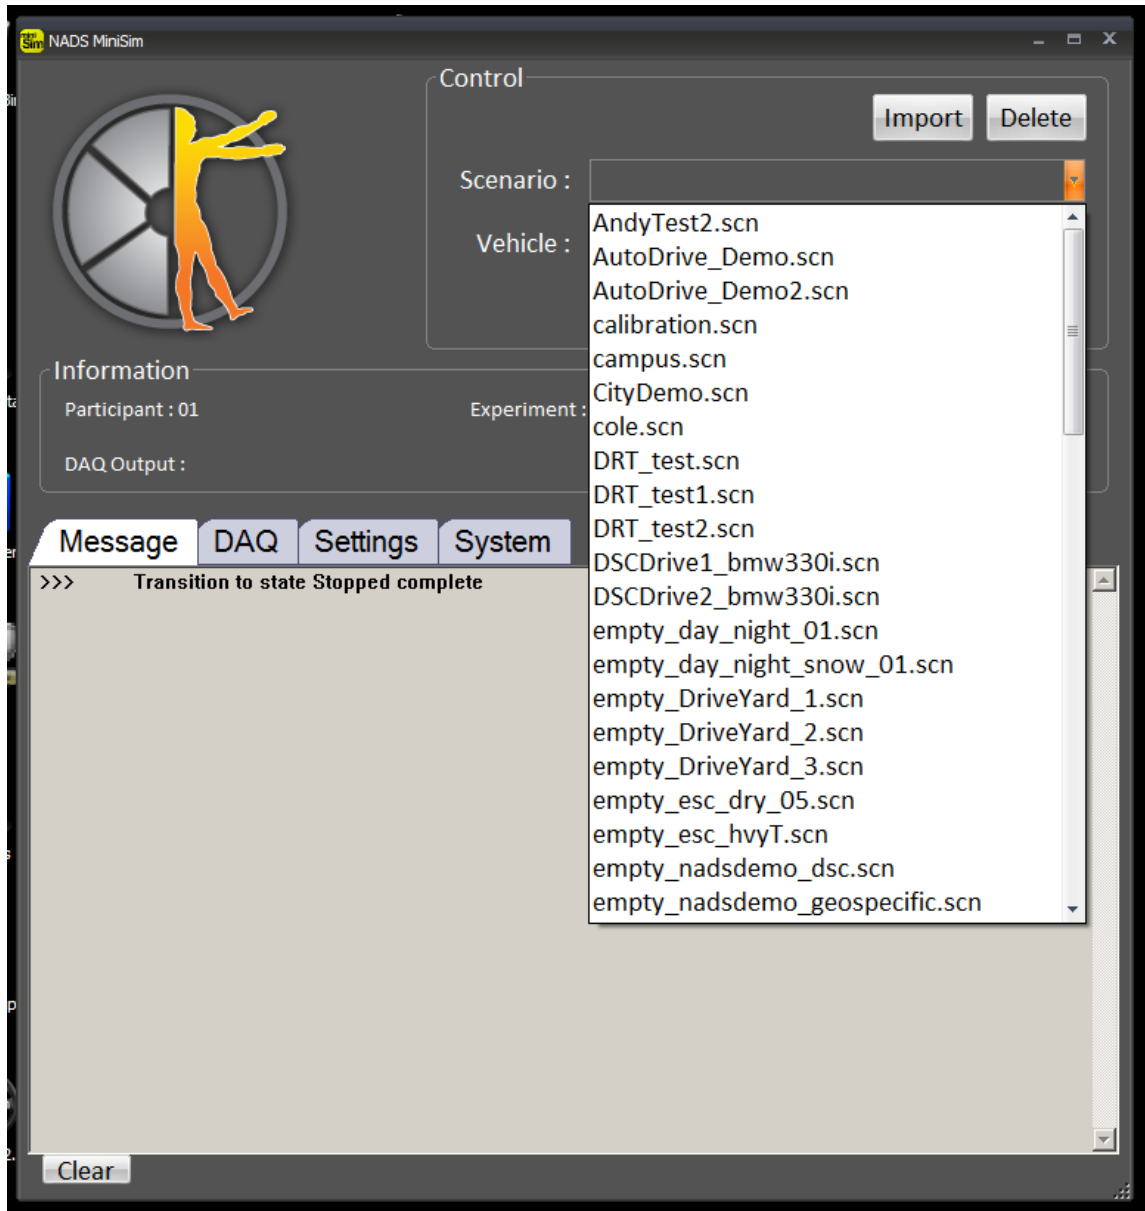 mini
Sim NADS MiniSim
Control
Import Delete
Scenario :
Vehicle :
AndyTest2.scn
AutoDrive_Demo.scn
AutoDrive_Demo2.scn
calibration.scn
campus.scn
CityDemo.scn
cole.scn
DRT_test.scn
DRT_test1.scn
DRT_test2.scn
DSCDrive1_bmw330i.scn
DSCDrive2_bmw330i.scn
empty_day_night_01.scn
empty_day_night_snow_01.scn
empty_DriveYard_1.scn
empty_DriveYard_2.scn
empty_DriveYard_3.scn
empty_esc_dry_05.scn
empty_esc_hvyT.scn
empty_nadsdemo_dsc.scn
empty_nadsdemo_geospecific.scn
Information
Participant : 01 Experiment :
DAQ Output :
Message DAQ Settings System
>>> Transition to state Stopped complete
Clear